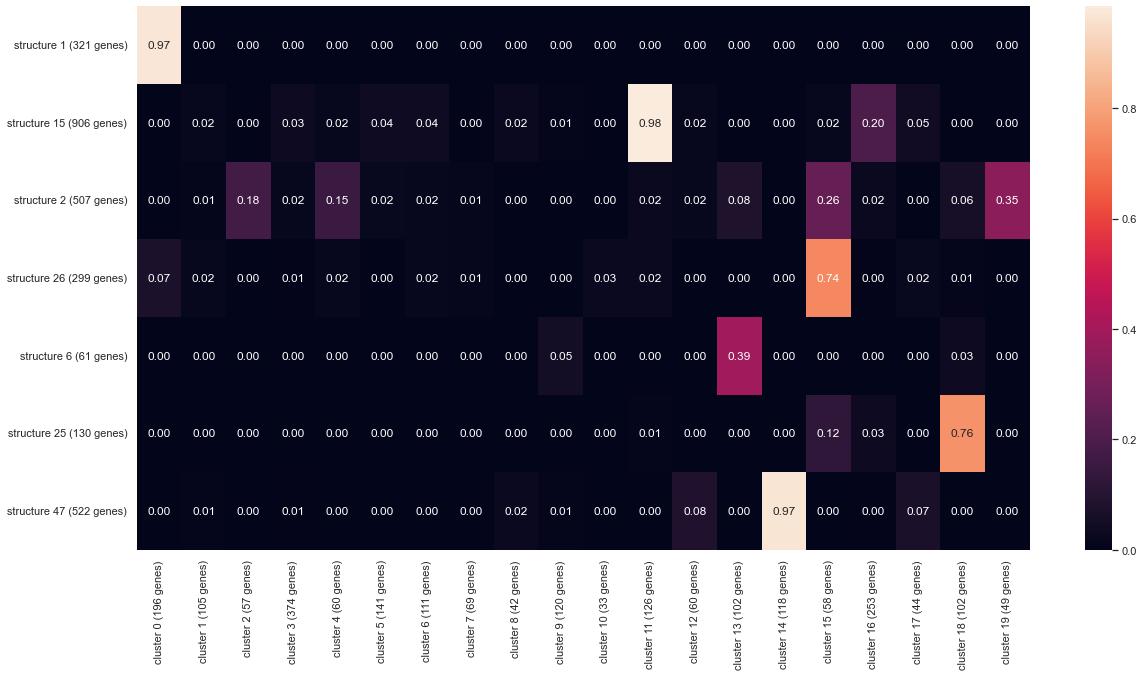 structure 1 (321 genes) 0.97 0.00 0.00 0.00 0.00 0.00 0.00 0.00 0.00 0.00 0.00 0.00 0.00 0.00 0.00 0.00 0.00 0.00 0.00 0.00
0.8
structure 15 (906 genes) 0.00 0.02 0.00 0.03 0.02 0.04 0.04 0.00 0.02 0.01 0.00 0.98 0.02 0.00 0.00 0.02 0.20 0.05 0.00 0.00
structure 2 (507 genes) 0.00 0.01 0.18 0.02 0.15 0.02 0.02 0.01 0.00 0.00 0.00 0.02 0.02 0.08 0.00 0.26 0.02 0.00 0.06 0.35
0.6
structure 26 (299 genes) 0.07 0.02 0.00 0.01 0.02 0.00 0.02 0.01 0.00 0.00 0.03 0.02 0.00 0.00 0.00 0.74 0.00 0.02 0.01 0.00
0.4
structure 6 (61 genes) 0.00 0.00 0.00 0.00 0.00 0.00 0.00 0.00 0.00 0.05 0.00 0.00 0.00 0.39 0.00 0.00 0.00 0.00 0.03 0.00
structure 25 (130 genes) 0.00 0.00 0.00 0.00 0.00 0.00 0.00 0.00 0.00 0.00 0.00 0.01 0.00 0.00 0.00 0.12 0.03 0.00 0.76 0.00
0.2
structure 47 (522 genes) 0.00 0.01 0.00 0.01 0.00 0.00 0.00 0.00 0.02 0.01 0.00 0.00 0.08 0.00 0.97 0.00 0.00 0.07 0.00 0.00
0.0
cluster 0 (196 genes)
cluster 1 (105 genes)
cluster 2 (57 genes)
cluster 3 (374 genes)
cluster 4 (60 genes)
cluster 5 (141 genes)
cluster 6 (111 genes)
cluster 7 (69 genes)
cluster 8 (42 genes)
cluster 9 (120 genes)
cluster 10 (33 genes)
cluster 11 (126 genes)
cluster 12 (60 genes)
cluster 13 (102 genes)
cluster 14 (118 genes)
cluster 15 (58 genes)
cluster 16 (253 genes)
cluster 17 (44 genes)
cluster 18 (102 genes)
cluster 19 (49 genes)